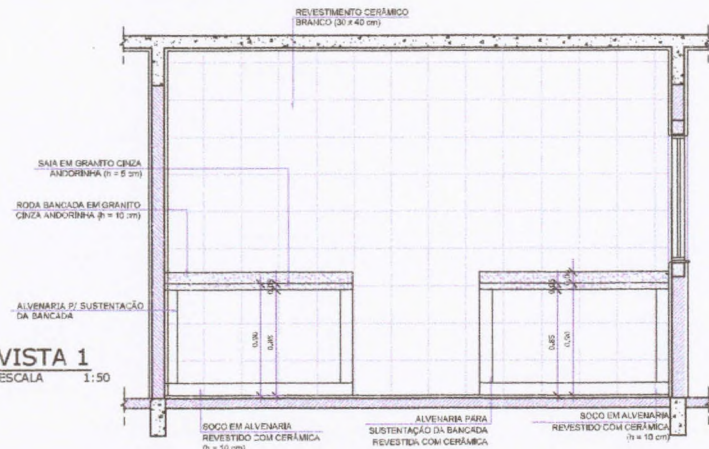 REVESTIMENTO CERÂMICO
BRANCO (30 x 40 cm)
SAIA EM GRANITO CINZA
ANDORINHA (h = 5 cm)
RODA BANCADA EM GRANITO
CINZA ANDORINHA (h = 10 cm)
ALVENARIA P/ SUSTENTAÇÃO
DA BANCADA
0,90
0,85
0,85
0,90
VISTA 1
ESCALA 1:50
SOCO EM ALVENARIA
REVESTIDO COM CERÂMICA
(h = 10 cm)
ALVENARIA PARA
SUSTENTAÇÃO DA BANCADA
REVESTIDA COM CERÂMICA
SOCO EM ALVENARIA
REVESTIDO COM CERÂMICA
(h = 10 cm)